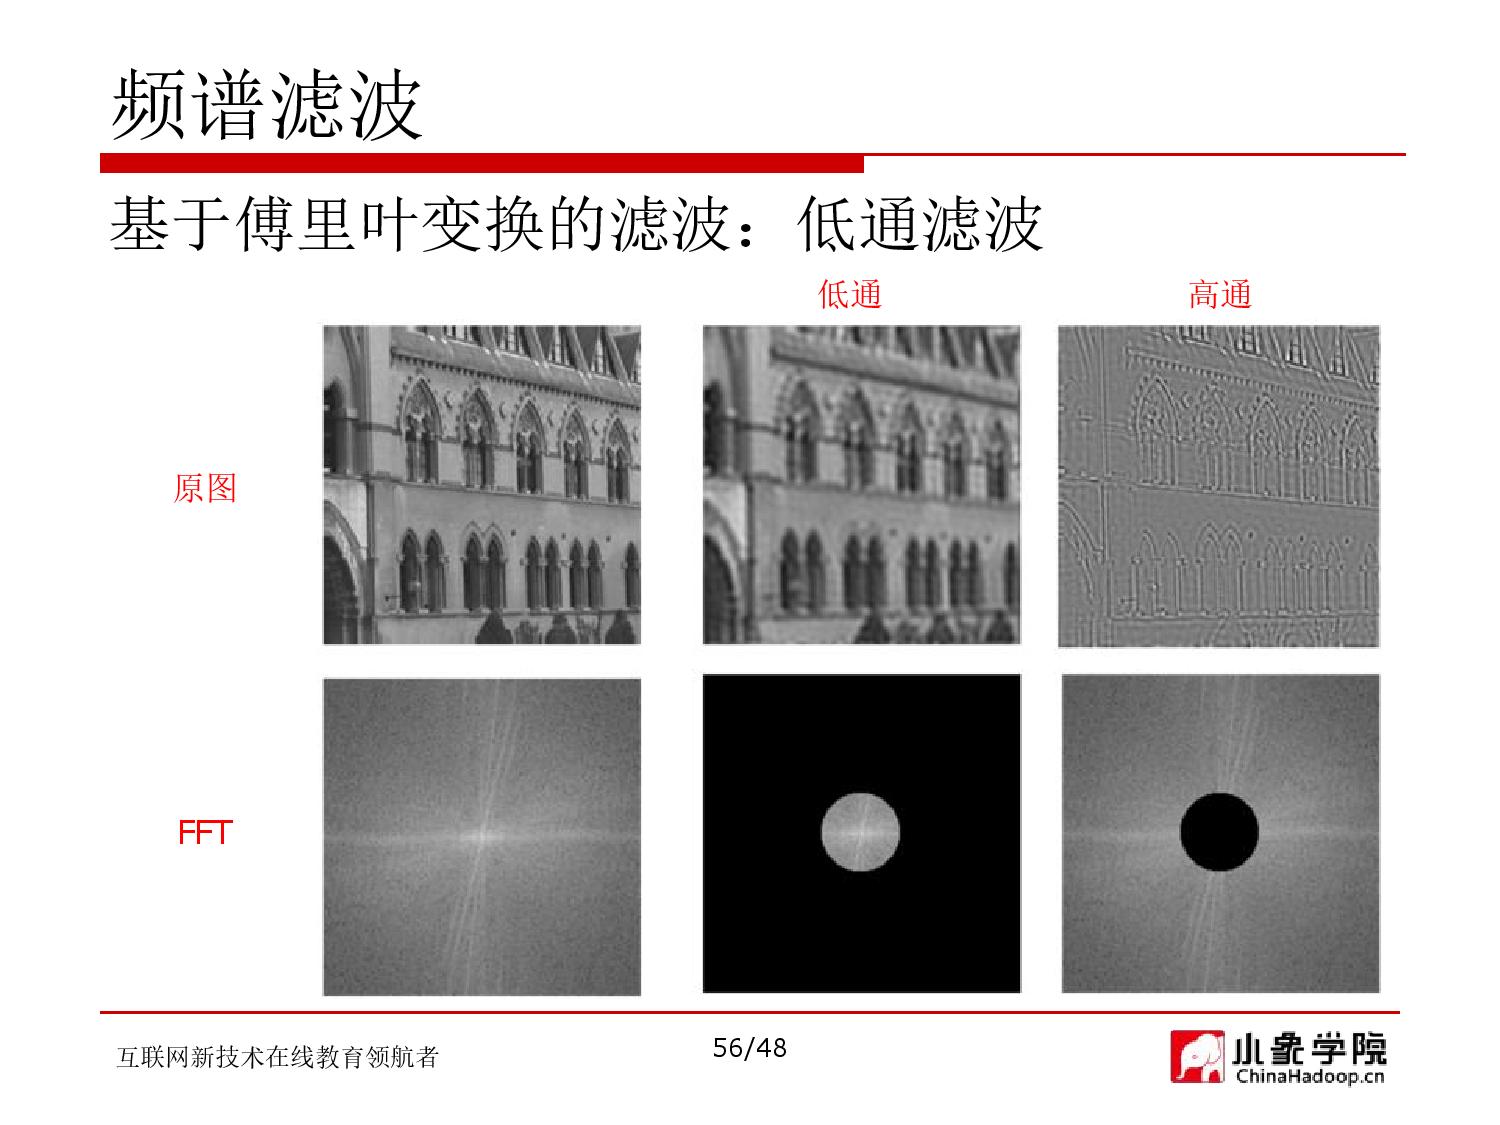 频谱滤波
基于傅里叶变换的滤波：低通滤波
低通
高通
原图
FFT
互联网新技术在线教育领航者
56/48
小象学院
ChinaHadoop.cn